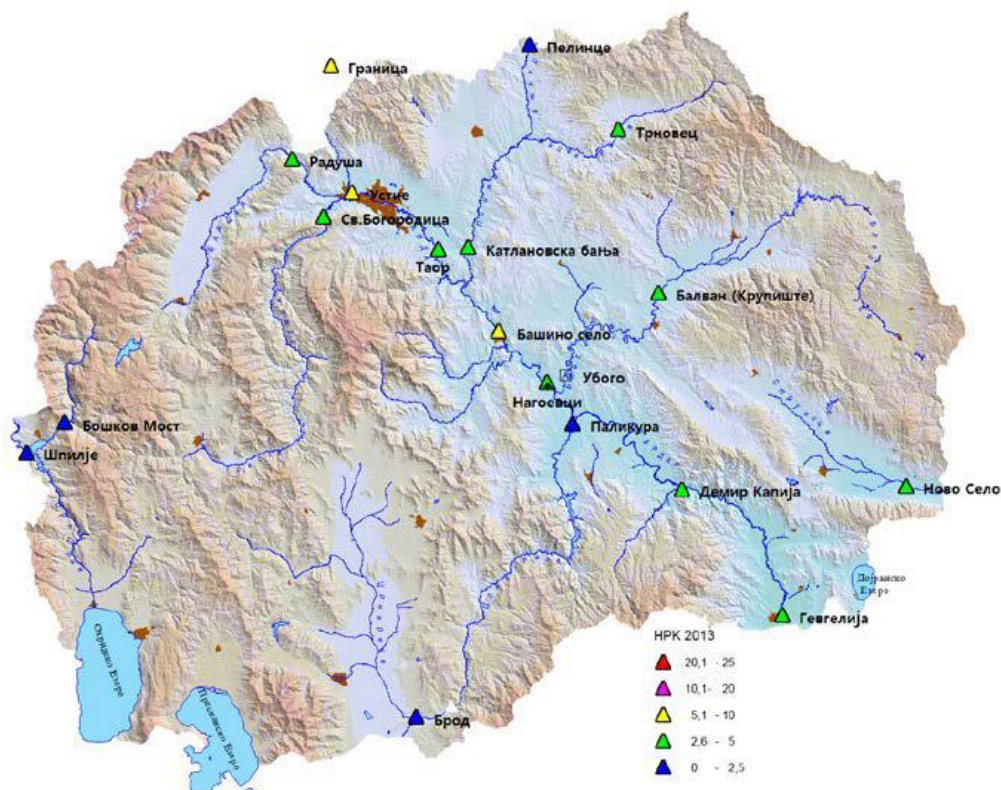 Пелинце
Граница
Трновец
Радуша
Устие
Св.Богородица
Катлановска бања
Таор
Балван (Крупиште)
Башино село
Убого
Нагоевци
Бошков Мост
Паликура
Шпилје
Демир Капија
Ново Село
Дојранско
Езеро
Гевгелија
Охридско Езеро
Преспанско Езеро
Брод
НРК 2013
20,1 - 25
10,1- 20
5,1 - 10
2,6 - 5
0 - 2,5